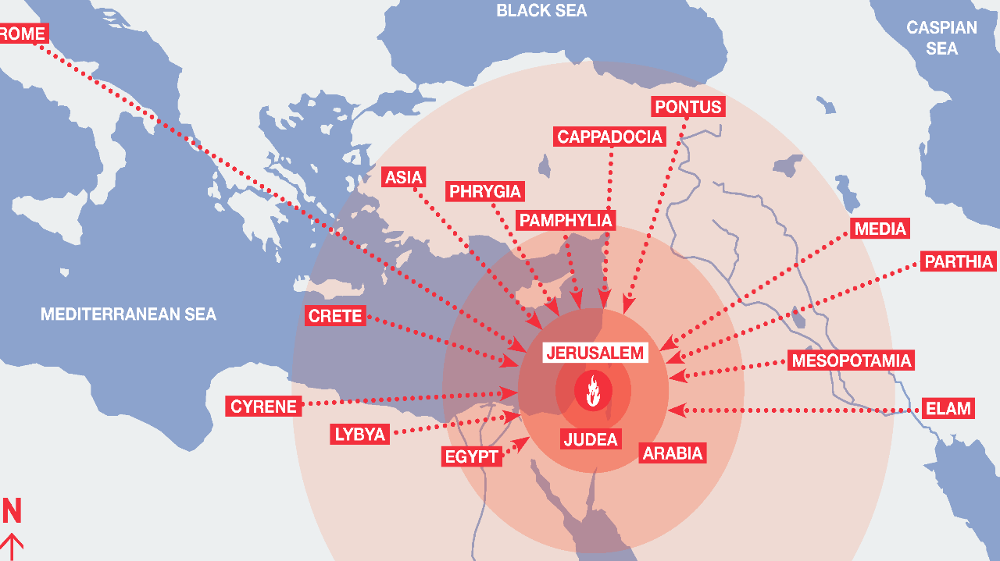 BLACK SEA
CASPIAN
SEA
ROME
PONTUS
CAPPADOCIA
ASIA
PHRYGIA
PAMPHYLIA
MEDIA
PARTHIA
MEDITERRANEAN SEA
CRETE
JERUSALEM
MESOPOTAMIA
CYRENE
ELAM
LYBYA
JUDEA
EGYPT
ARABIA
N